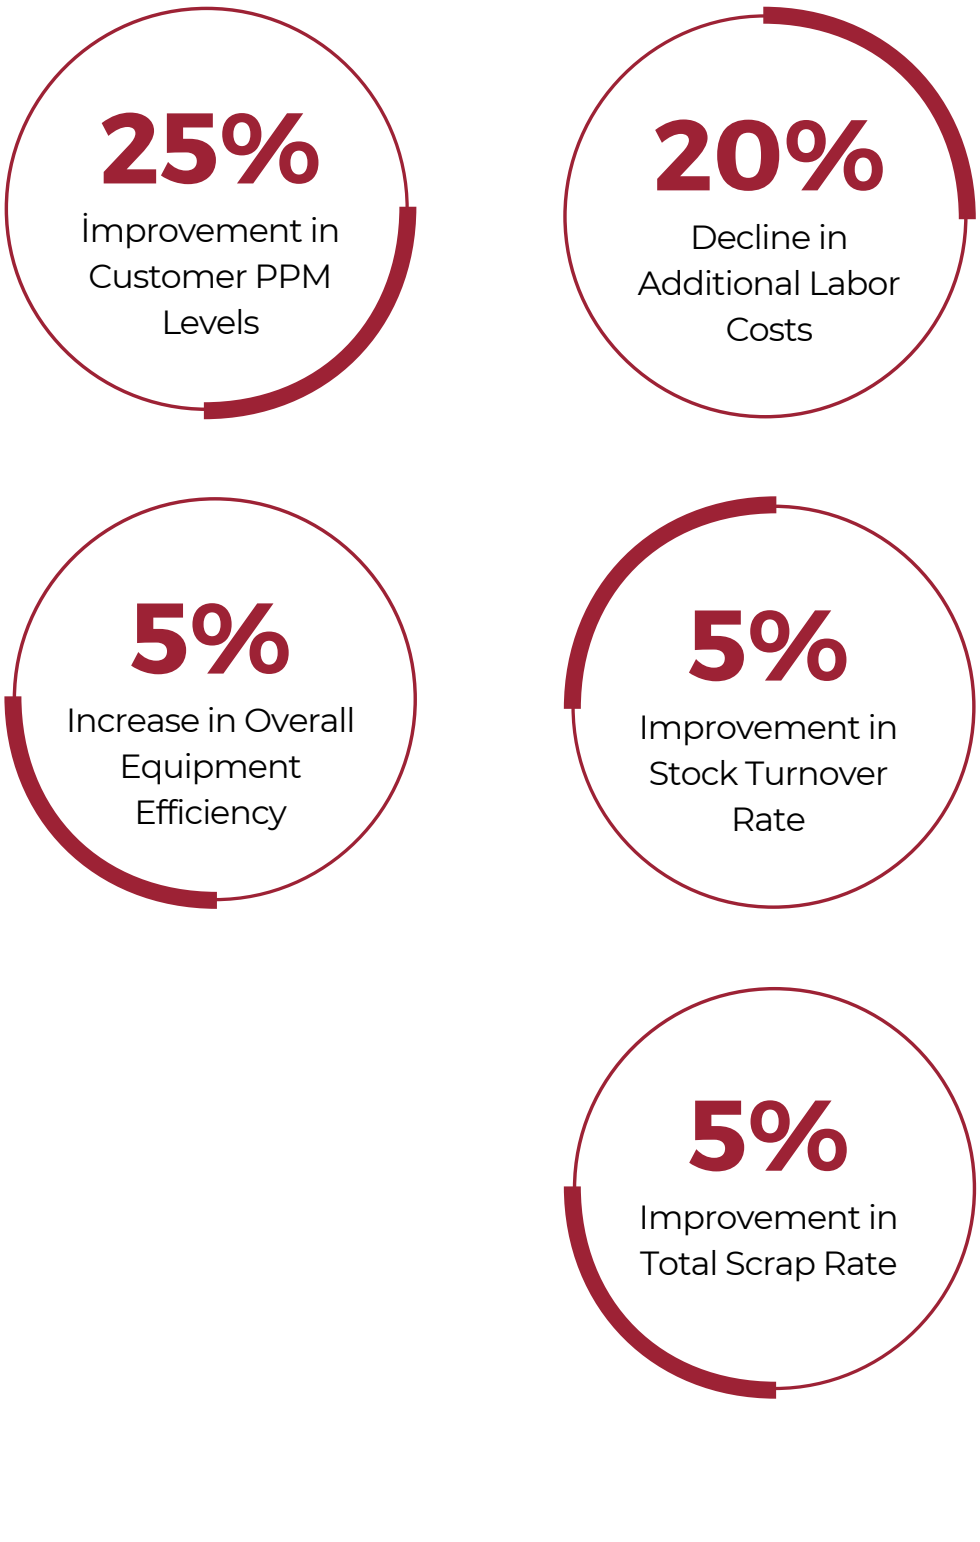 25%
İmprovement in
Customer PPM
Levels
20%
Decline in
Additional Labor
Costs
5%
Increase in Overall
Equipment
Efficiency
5%
Improvement in
Stock Turnover
Rate
5%
Improvement in
Total Scrap Rate